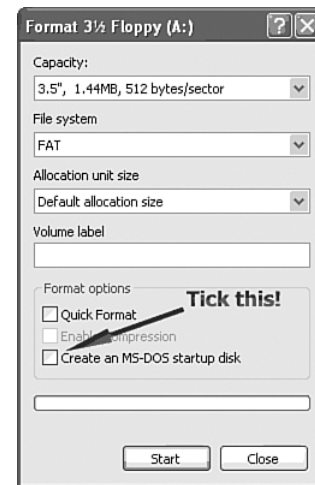 Format 3½ Floppy (A:)
Capacity:
3.5", 1.44MB, 512 bytes/sector
File system
FAT
Allocation unit size
Default allocation size
Volume label
Format options
Tick this!
Quick Format
Enable compression
Create an MS-DOS startup disk
Start Close